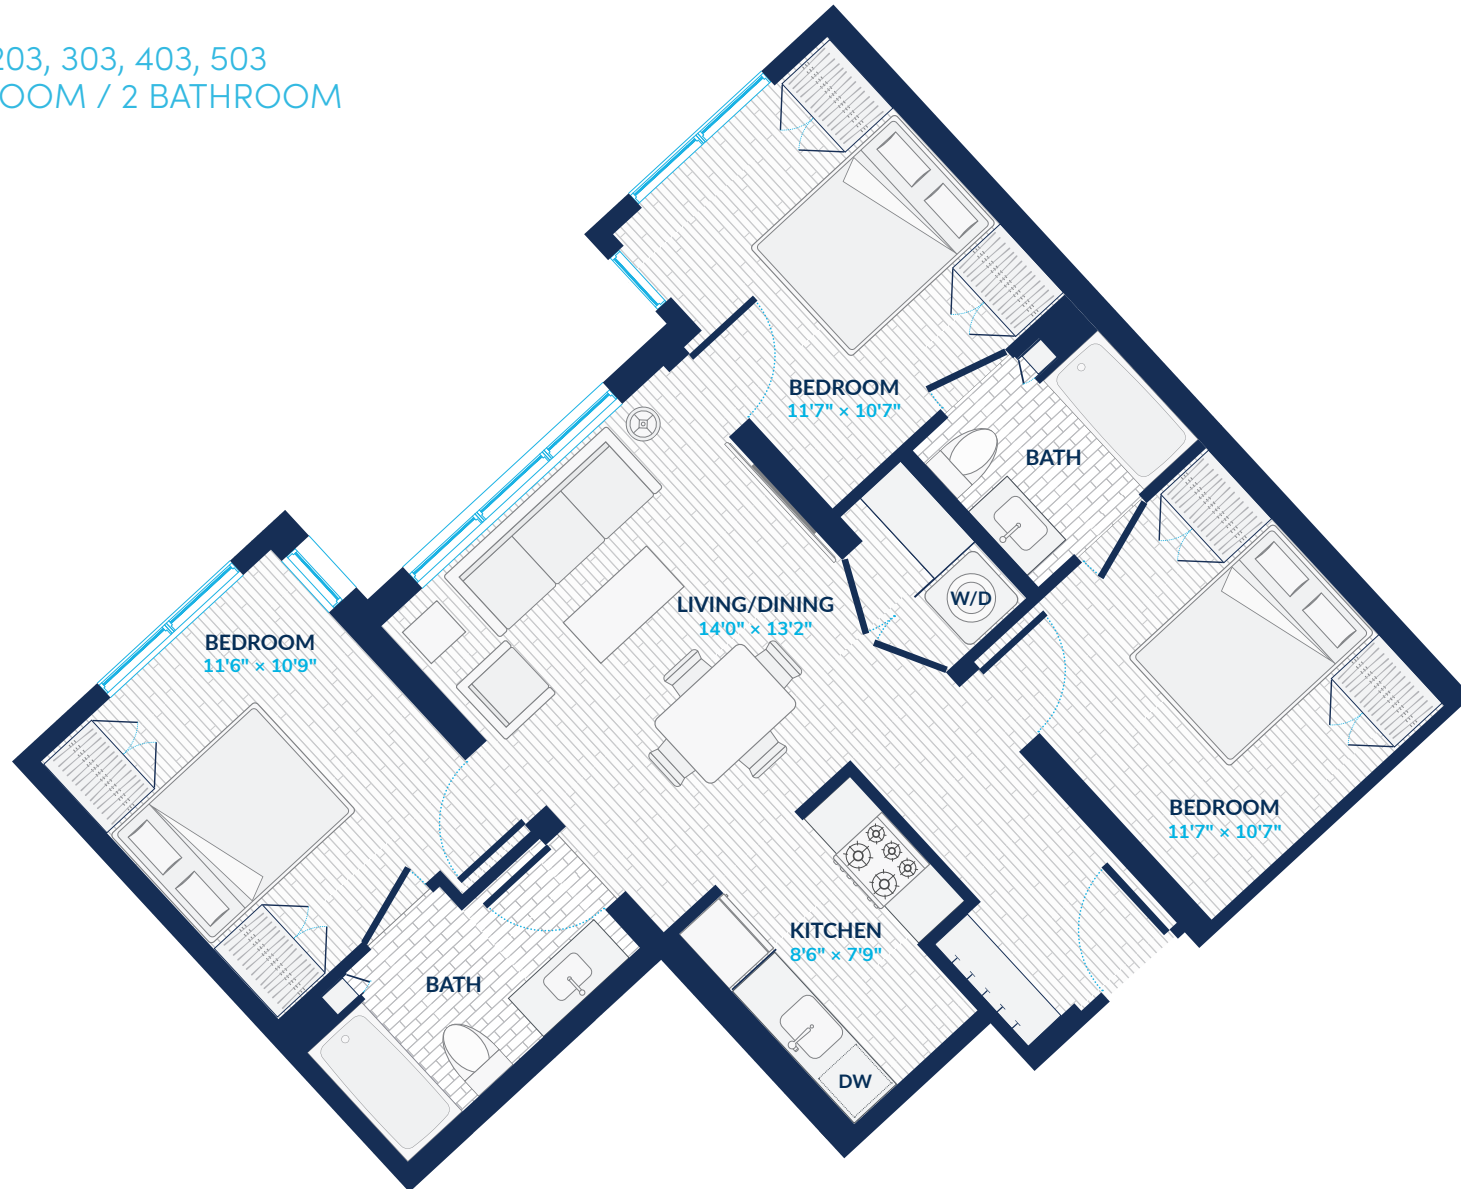 203, 303, 403, 503
OOM / 2 BATHROOM
BEDROOM
11'7" × 10'7"
BATH
LIVING/DINING
14'0" × 13'2"
W/D
BEDROOM
11'6" × 10'9"
BEDROOM
11'7" × 10'7"
KITCHEN
8'6" × 7'9"
BATH
DW